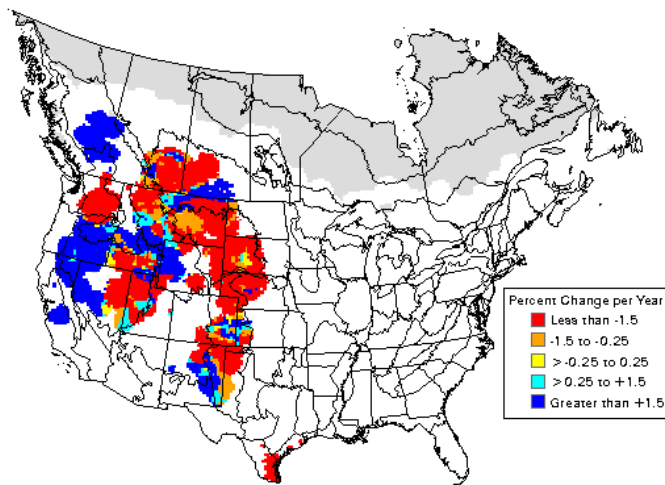 Percent Change per Year
Less than -1.5
-1.5 to -0.25
> -0.25 to 0.25
> 0.25 to +1.5
Greater than +1.5